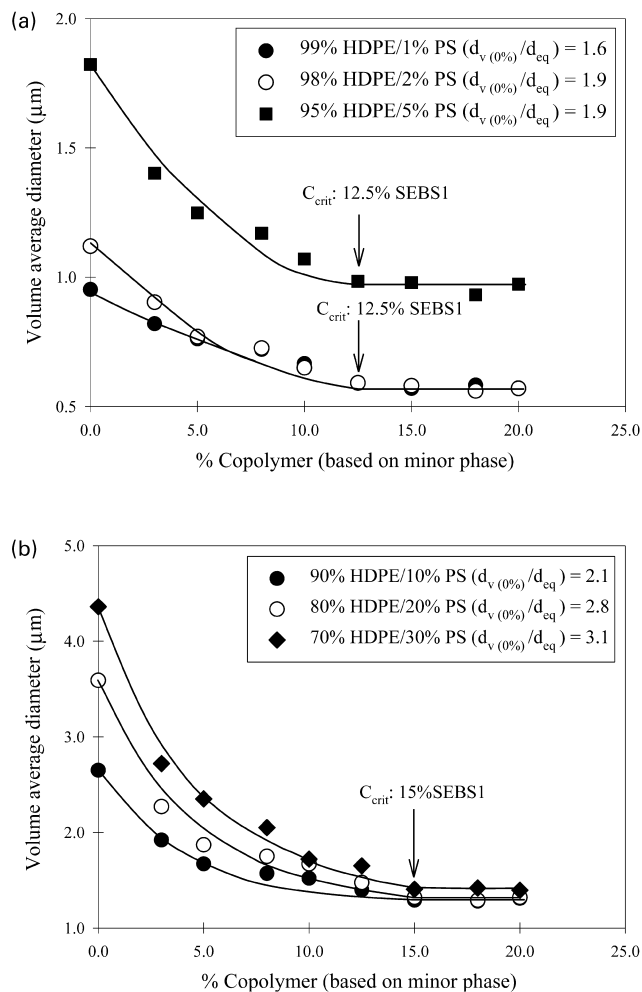 (a)
2.0
1.5
1.0
0.5
Volume average diameter (μm)
99% HDPE/1% PS (dv (0%)/deq) = 1.6
98% HDPE/2% PS (dv (0%)/deq) = 1.9
95% HDPE/5% PS (dv (0%)/deq) = 1.9
Ccrit: 12.5% SEBS1
Ccrit: 12.5% SEBS1
0.0 5.0 10.0 15.0 20.0 25.0
% Copolymer (based on minor phase)
(b)
5.0
4.0
3.0
2.0
1.0
Volume average diameter (μm)
90% HDPE/10% PS (dv (0%)/deq) = 2.1
80% HDPE/20% PS (dv (0%)/deq) = 2.8
70% HDPE/30% PS (dv (0%)/deq) = 3.1
Ccrit: 15%SEBS1
0.0 5.0 10.0 15.0 20.0 25.0
% Copolymer (based on minor phase)